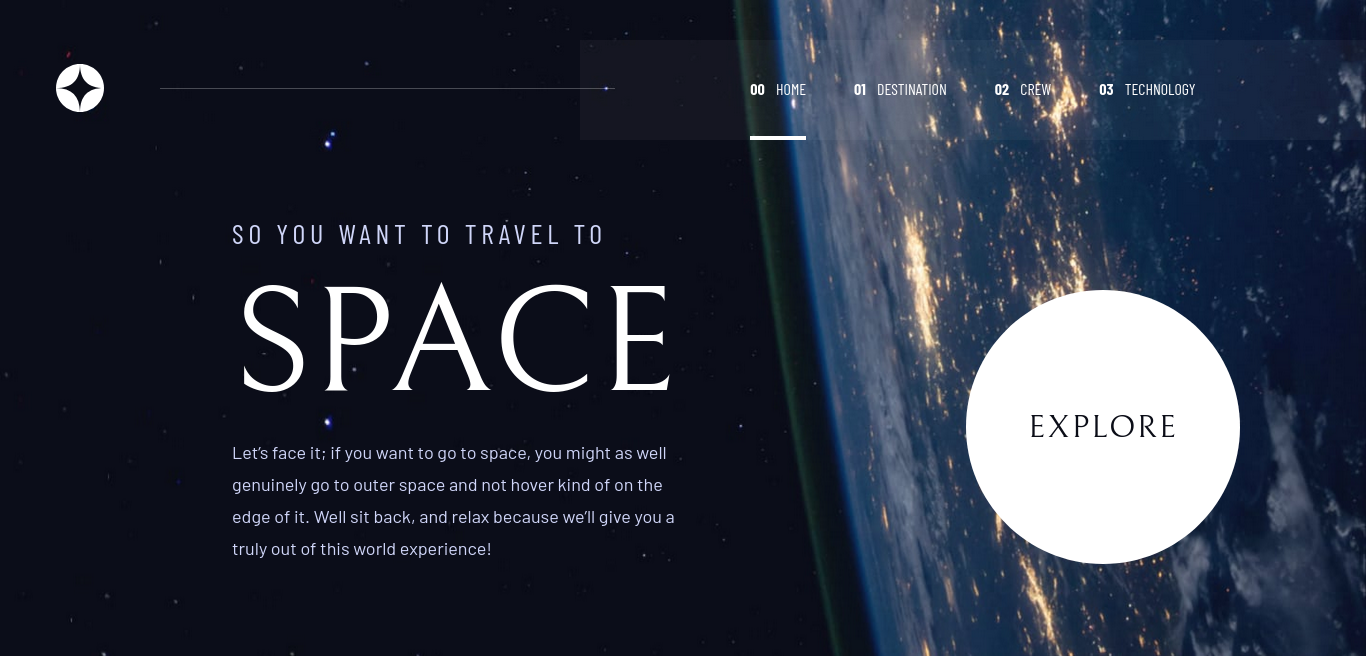 00 HOME 01 DESTINATION 02 CREW 03 TECHNOLOGY
SO YOU WANT TO TRAVEL TO
SPACE
Let’s face it; if you want to go to space, you might as well
genuinely go to outer space and not hover kind of on the
edge of it. Well sit back, and relax because we’ll give you a
truly out of this world experience!
EXPLORE